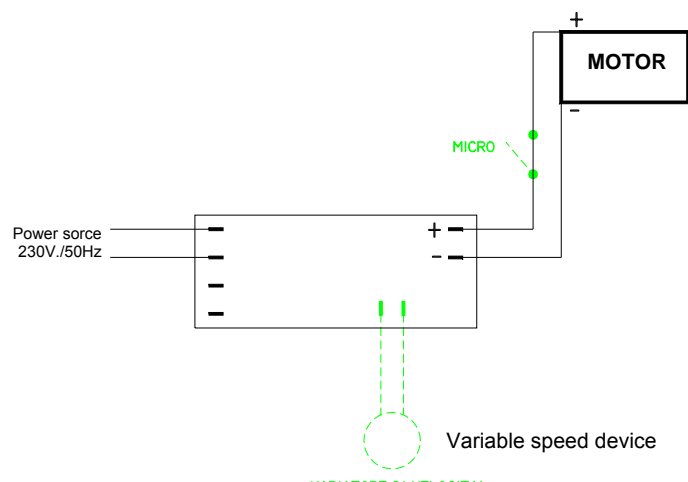 +
MOTOR
-
MICRO
Power sorce
230V./50Hz
+
-
Variable speed device